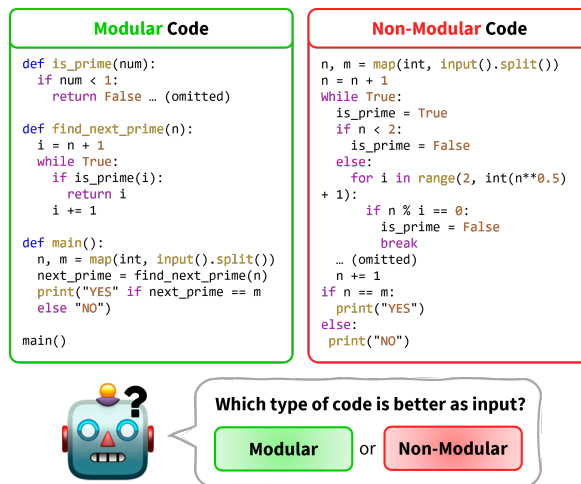 Modular Code
def is_prime(num):
  if num < 1:
    return False … (omitted)
def find_next_prime(n):
  i = n + 1
  while True:
    if is_prime(i):
      return i
    i += 1
def main():
  n, m = map(int, input().split())
  next_prime = find_next_prime(n)
  print("YES" if next_prime == m
  else "NO")
main()
Non-Modular Code
n, m = map(int, input().split())
n = n + 1
While True:
  is_prime = True
  if n < 2:
    is_prime = False
  else:
    for i in range(2, int(n**0.5)
+ 1):
      if n % i == 0:
        is_prime = False
        break
  … (omitted)
  n += 1
if n == m:
  print("YES")
else:
 print("NO")
?
Which type of code is better as input?
Modular or Non-Modular